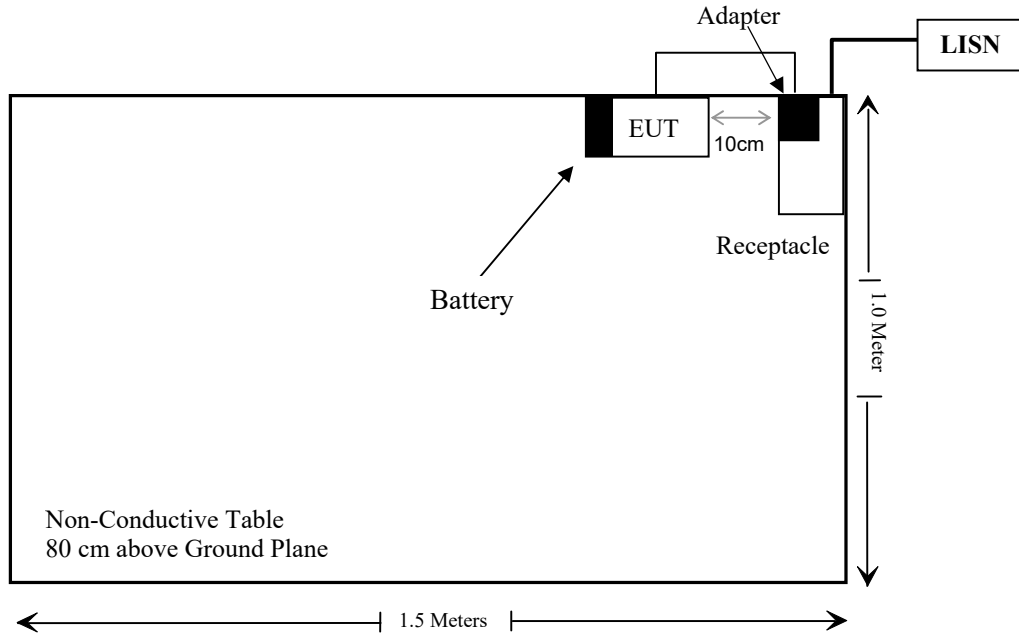 Adapter
LISN
EUT
10cm
Receptacle
Battery
1.0 Meter
Non-Conductive Table
80 cm above Ground Plane
1.5 Meters